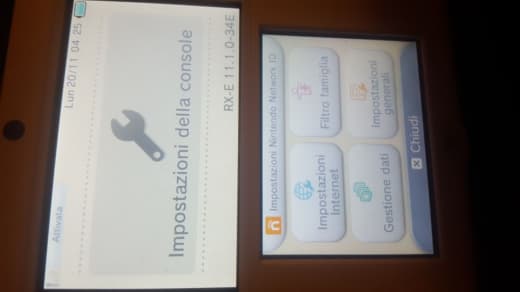 Attivata
Lun 20/11 04:25
Impostazioni della console
RX-E 11.1.0-34E
Impostazioni Nintendo Network ID
Impostazioni
Internet
Filtro famiglia
Gestione dati
Impostazioni
generali
X Chiudi